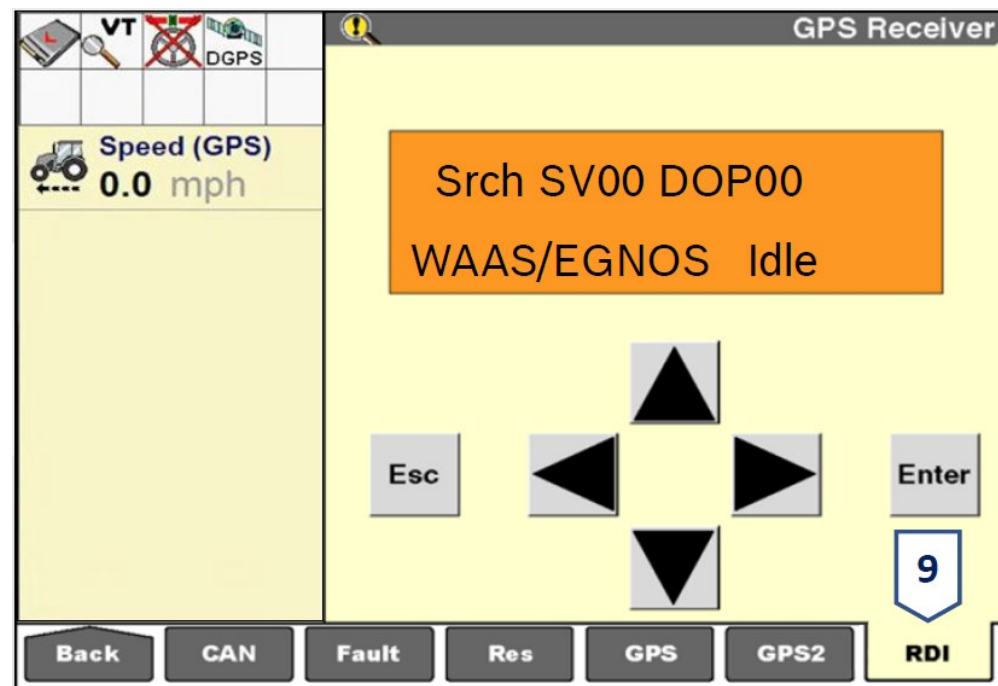 VT
DGPS
GPS Receiver
Speed (GPS)
0.0 mph
Srch SV00 DOP00
WAAS/EGNOS Idle
Esc
Enter
9
Back CAN Fault Res GPS GPS2 RDI